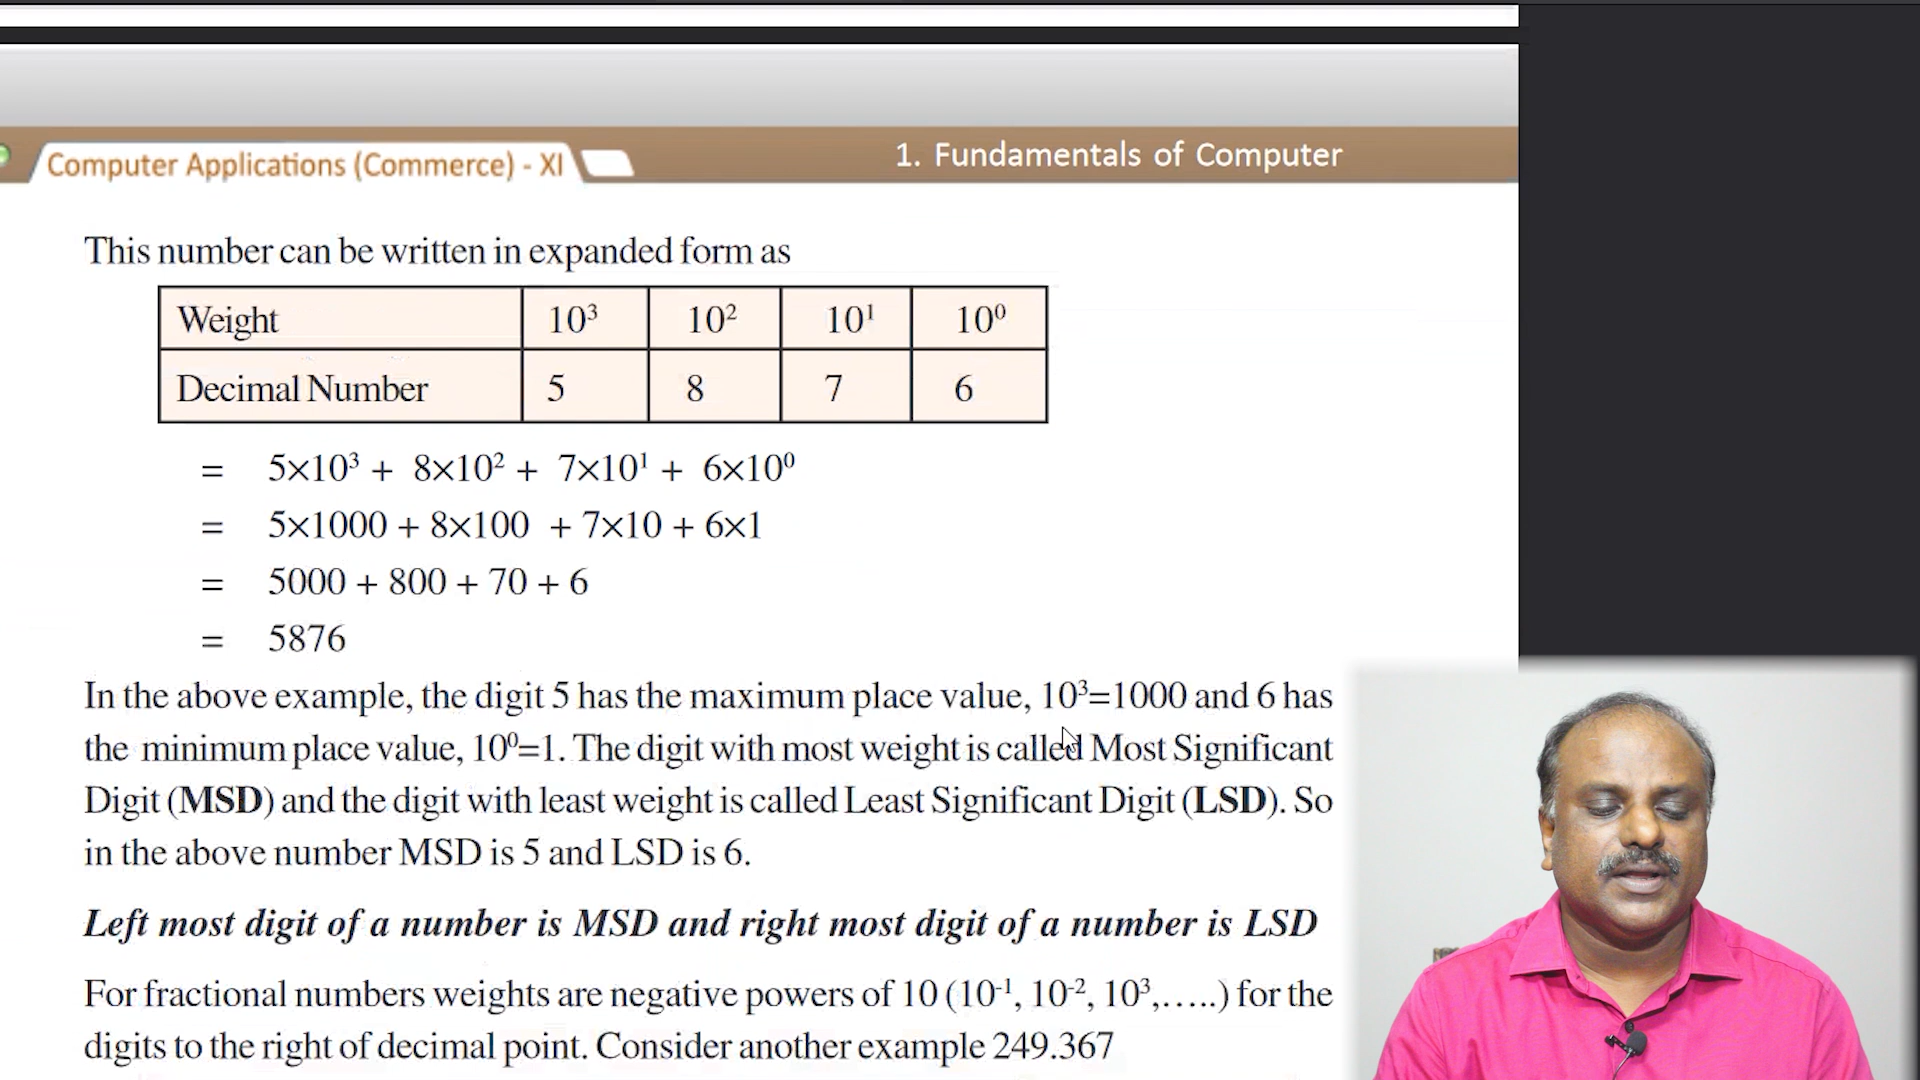 Computer Applications (Commerce) - XI
1. Fundamentals of Computer
This number can be written in expanded form as
Weight 10³ 10² 10¹ 10⁰
Decimal Number 5 8 7 6
= 5×10³ + 8×10² + 7×10¹ + 6×10⁰
= 5×1000 + 8×100 + 7×10 + 6×1
= 5000 + 800 + 70 + 6
= 5876
In the above example, the digit 5 has the maximum place value, 10³=1000 and 6 has
the minimum place value, 10⁰=1. The digit with most weight is called Most Significant
Digit (MSD) and the digit with least weight is called Least Significant Digit (LSD). So
in the above number MSD is 5 and LSD is 6.
Left most digit of a number is MSD and right most digit of a number is LSD
For fractional numbers weights are negative powers of 10 (10⁻¹, 10⁻², 10³,.....) for the
digits to the right of decimal point. Consider another example 249.367